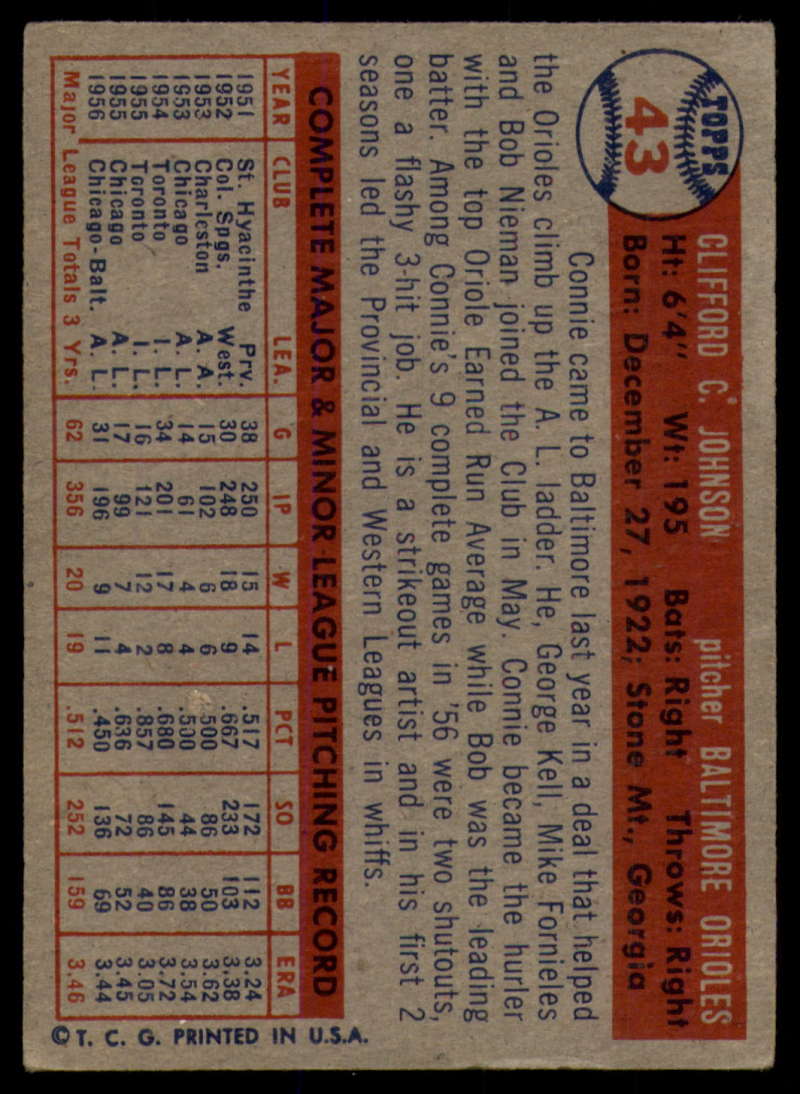 TOPPS
43
CLIFFORD C. JOHNSON pitcher BALTIMORE ORIOLES
Ht: 6'4" Wt: 195 Bats: Right Throws: Right
Born: December 27, 1922; Stone Mt., Georgia
Connie came to Baltimore last year in a deal that helped
the Orioles climb up the A. L. ladder. He, George Kell, Mike Fornieles
and Bob Nieman joined the Club in May. Connie became the hurler
with the top Oriole Earned Run Average while Bob was the leading
batter. Among Connie's 9 complete games in '56 were two shutouts,
one a flashy 3-hit job. He is a strikeout artist and in his first 2
seasons led the Provincial and Western Leagues in whiffs.
COMPLETE MAJOR & MINOR LEAGUE PITCHING RECORD
YEAR CLUB LEA. G IP W L PCT SO BB ERA
1951 St. Hyacinthe Prv. 38 250 15 14 .517 172 112 3.24
1952 Col. Spgs. West. 30 248 18 9 .667 233 103 3.38
1953 Charleston A. A. 15 102 6 6 .500 86 50 3.62
1953 Chicago A. L. 14 61 4 4 .500 44 38 3.54
1954 Toronto I. L. 34 201 17 8 .680 145 86 3.72
1955 Toronto I. L. 16 121 12 2 .857 86 40 3.05
1955 Chicago A. L. 17 99 7 4 .636 72 52 3.45
1956 Chicago-Balt. A. L. 31 196 9 11 .450 136 69 3.44
Major League Totals 3 Yrs. 62 356 20 19 .512 252 159 3.46
© T. C. G. PRINTED IN U.S.A.